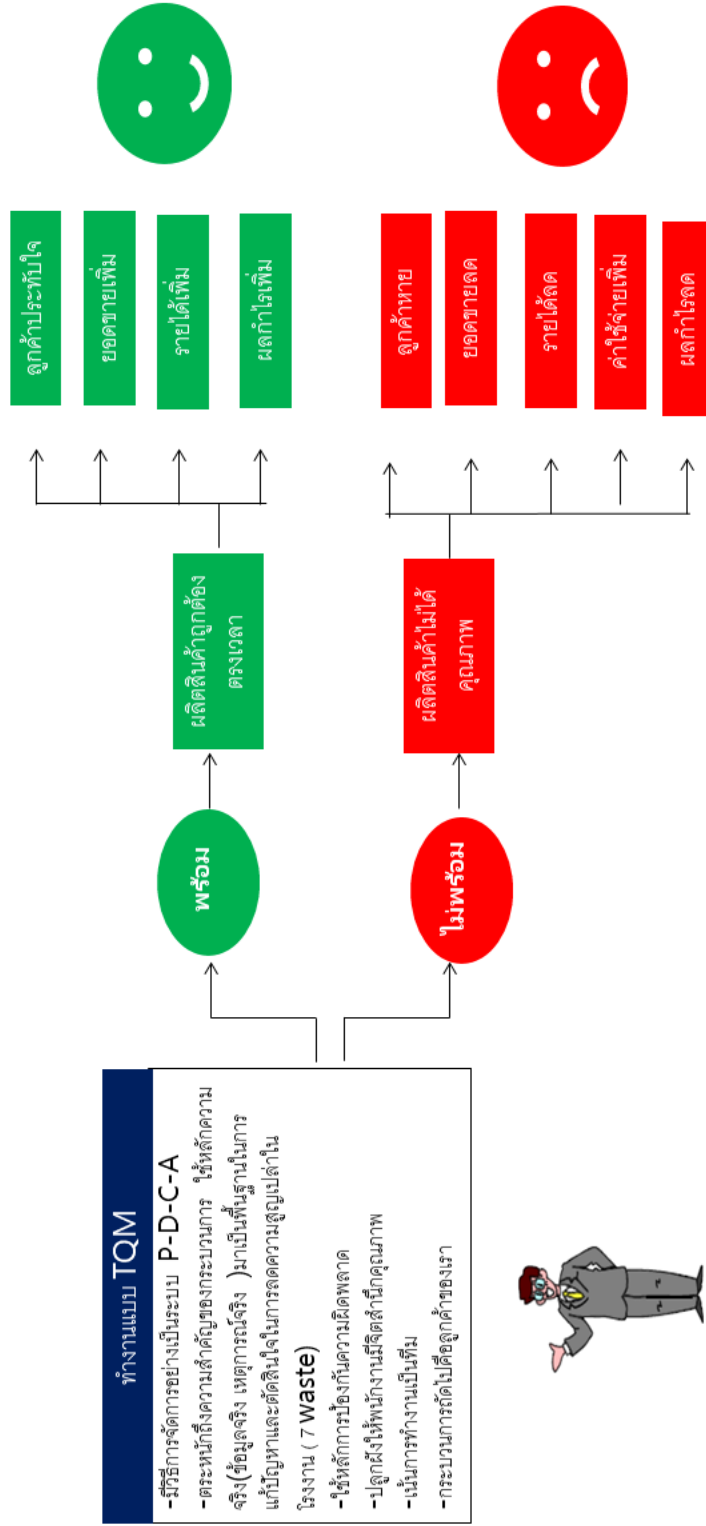 ทำงานแบบ TQM
-มีวิธีการจัดการอย่างเป็นระบบ P-D-C-A
-ตระหนักถึงความสำคัญของกระบวนการ ใช้หลักความ
จริง(ข้อมูลจริง เหตุการณ์จริง )มาเป็นพื้นฐานในการ
แก้ปัญหาและตัดสินใจในการลดความสูญเปล่าใน
โรงงาน ( 7 waste)
-ใช้หลักการป้องกันความผิดพลาด
-ปลูกฝังให้พนักงานมีจิตสำนึกคุณภาพ
-เน้นการทำงานเป็นทีม
-กระบวนการถัดไปคือลูกค้าของเรา
พร้อม
ผลิตสินค้าถูกต้อง
ตรงเวลา
ลูกค้าประทับใจ
ยอดขายเพิ่ม
รายได้เพิ่ม
ผลกำไรเพิ่ม
ไม่พร้อม
ผลิตสินค้าไม่ได้
คุณภาพ
ลูกค้าหาย
ยอดขายลด
รายได้ลด
ค่าใช้จ่ายเพิ่ม
ผลกำไรลด